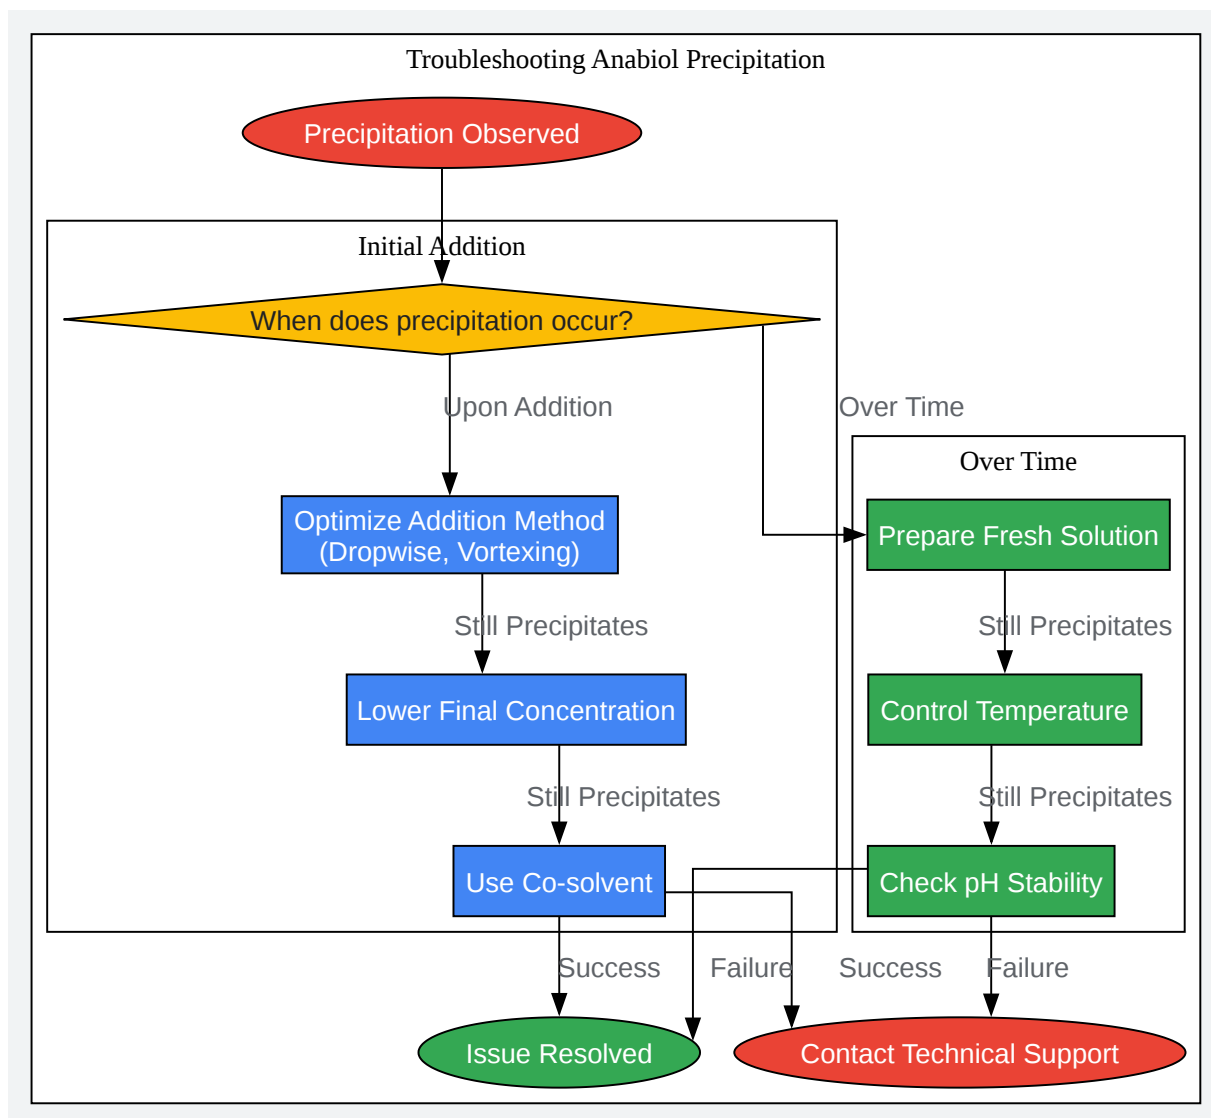 Troubleshooting Anabiol Precipitation
Precipitation Observed
Initial Addition
When does precipitation occur?
Upon Addition
Over Time
Over Time
Optimize Addition Method
(Dropwise, Vortexing)
Prepare Fresh Solution
Still Precipitates
Still Precipitates
Lower Final Concentration
Control Temperature
Still Precipitates
Still Precipitates
Use Co-solvent
Check pH Stability
Success
Failure
Success
Failure
Issue Resolved
Contact Technical Support